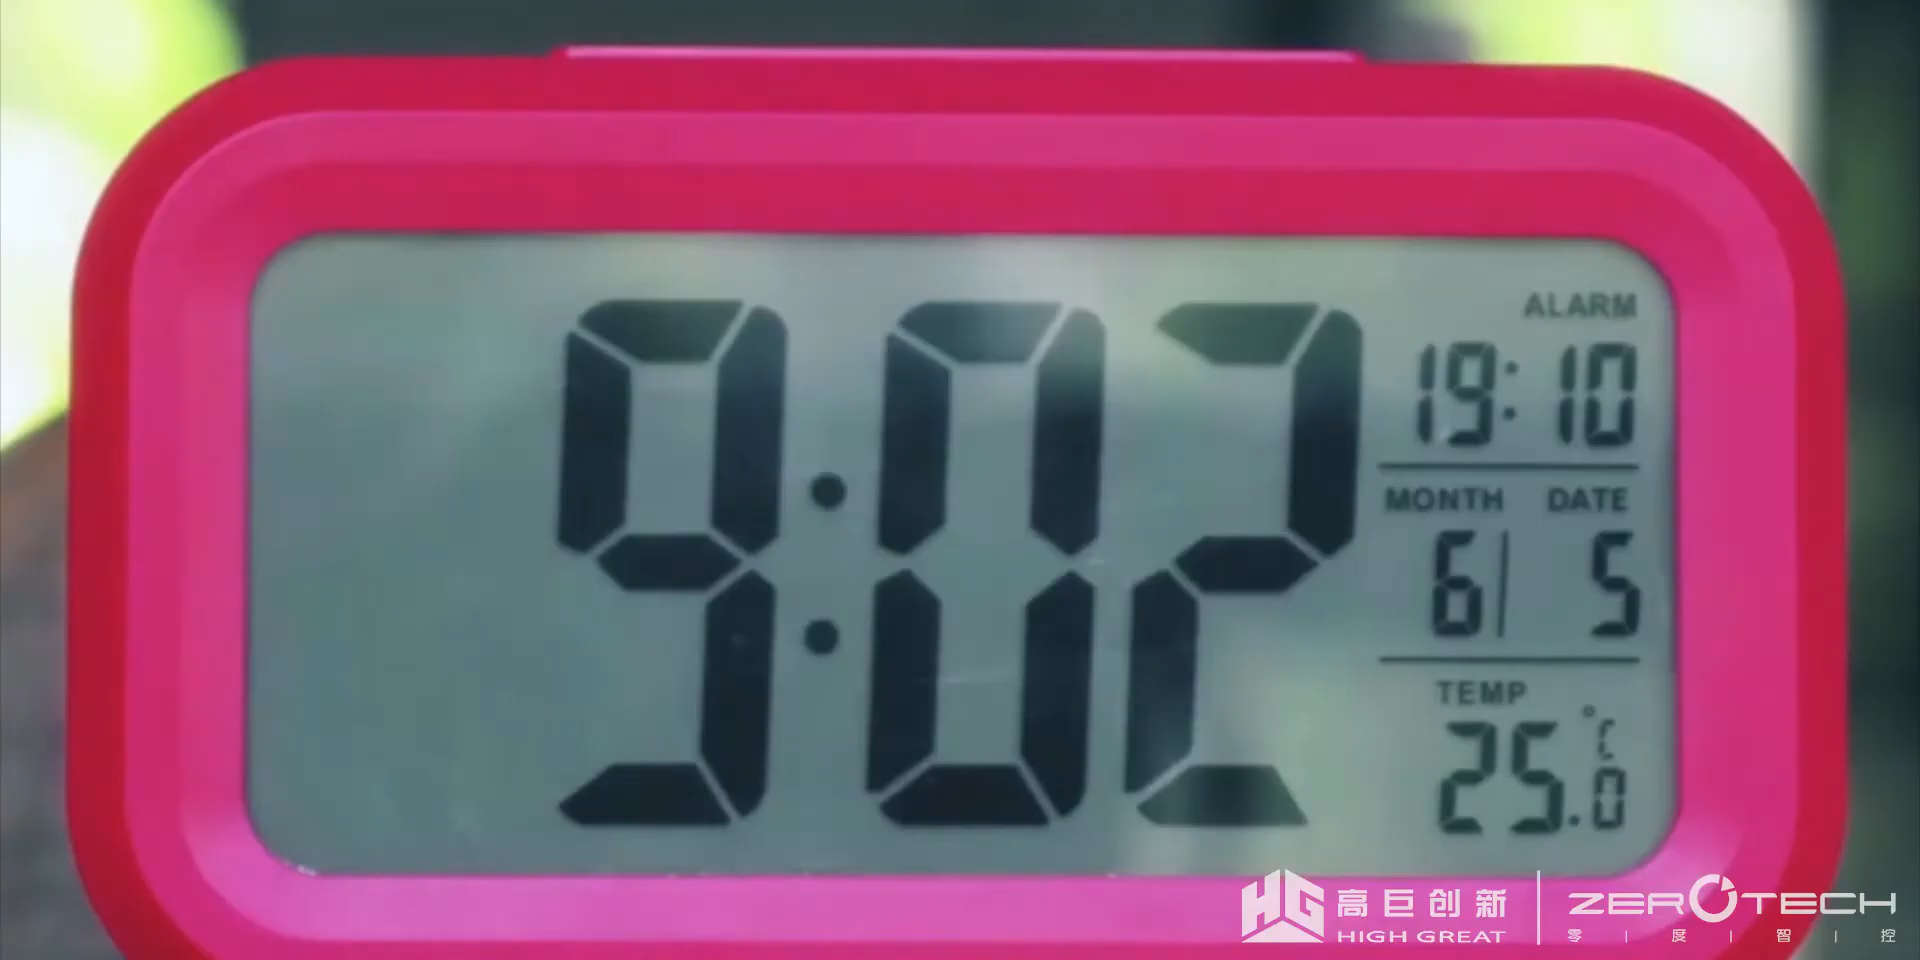 9:02
ALARM
19:10
MONTH DATE
6| 5
TEMP
25.0 °C
HG 高巨创新
HIGH GREAT
ZEROTECH
零|度|智|控